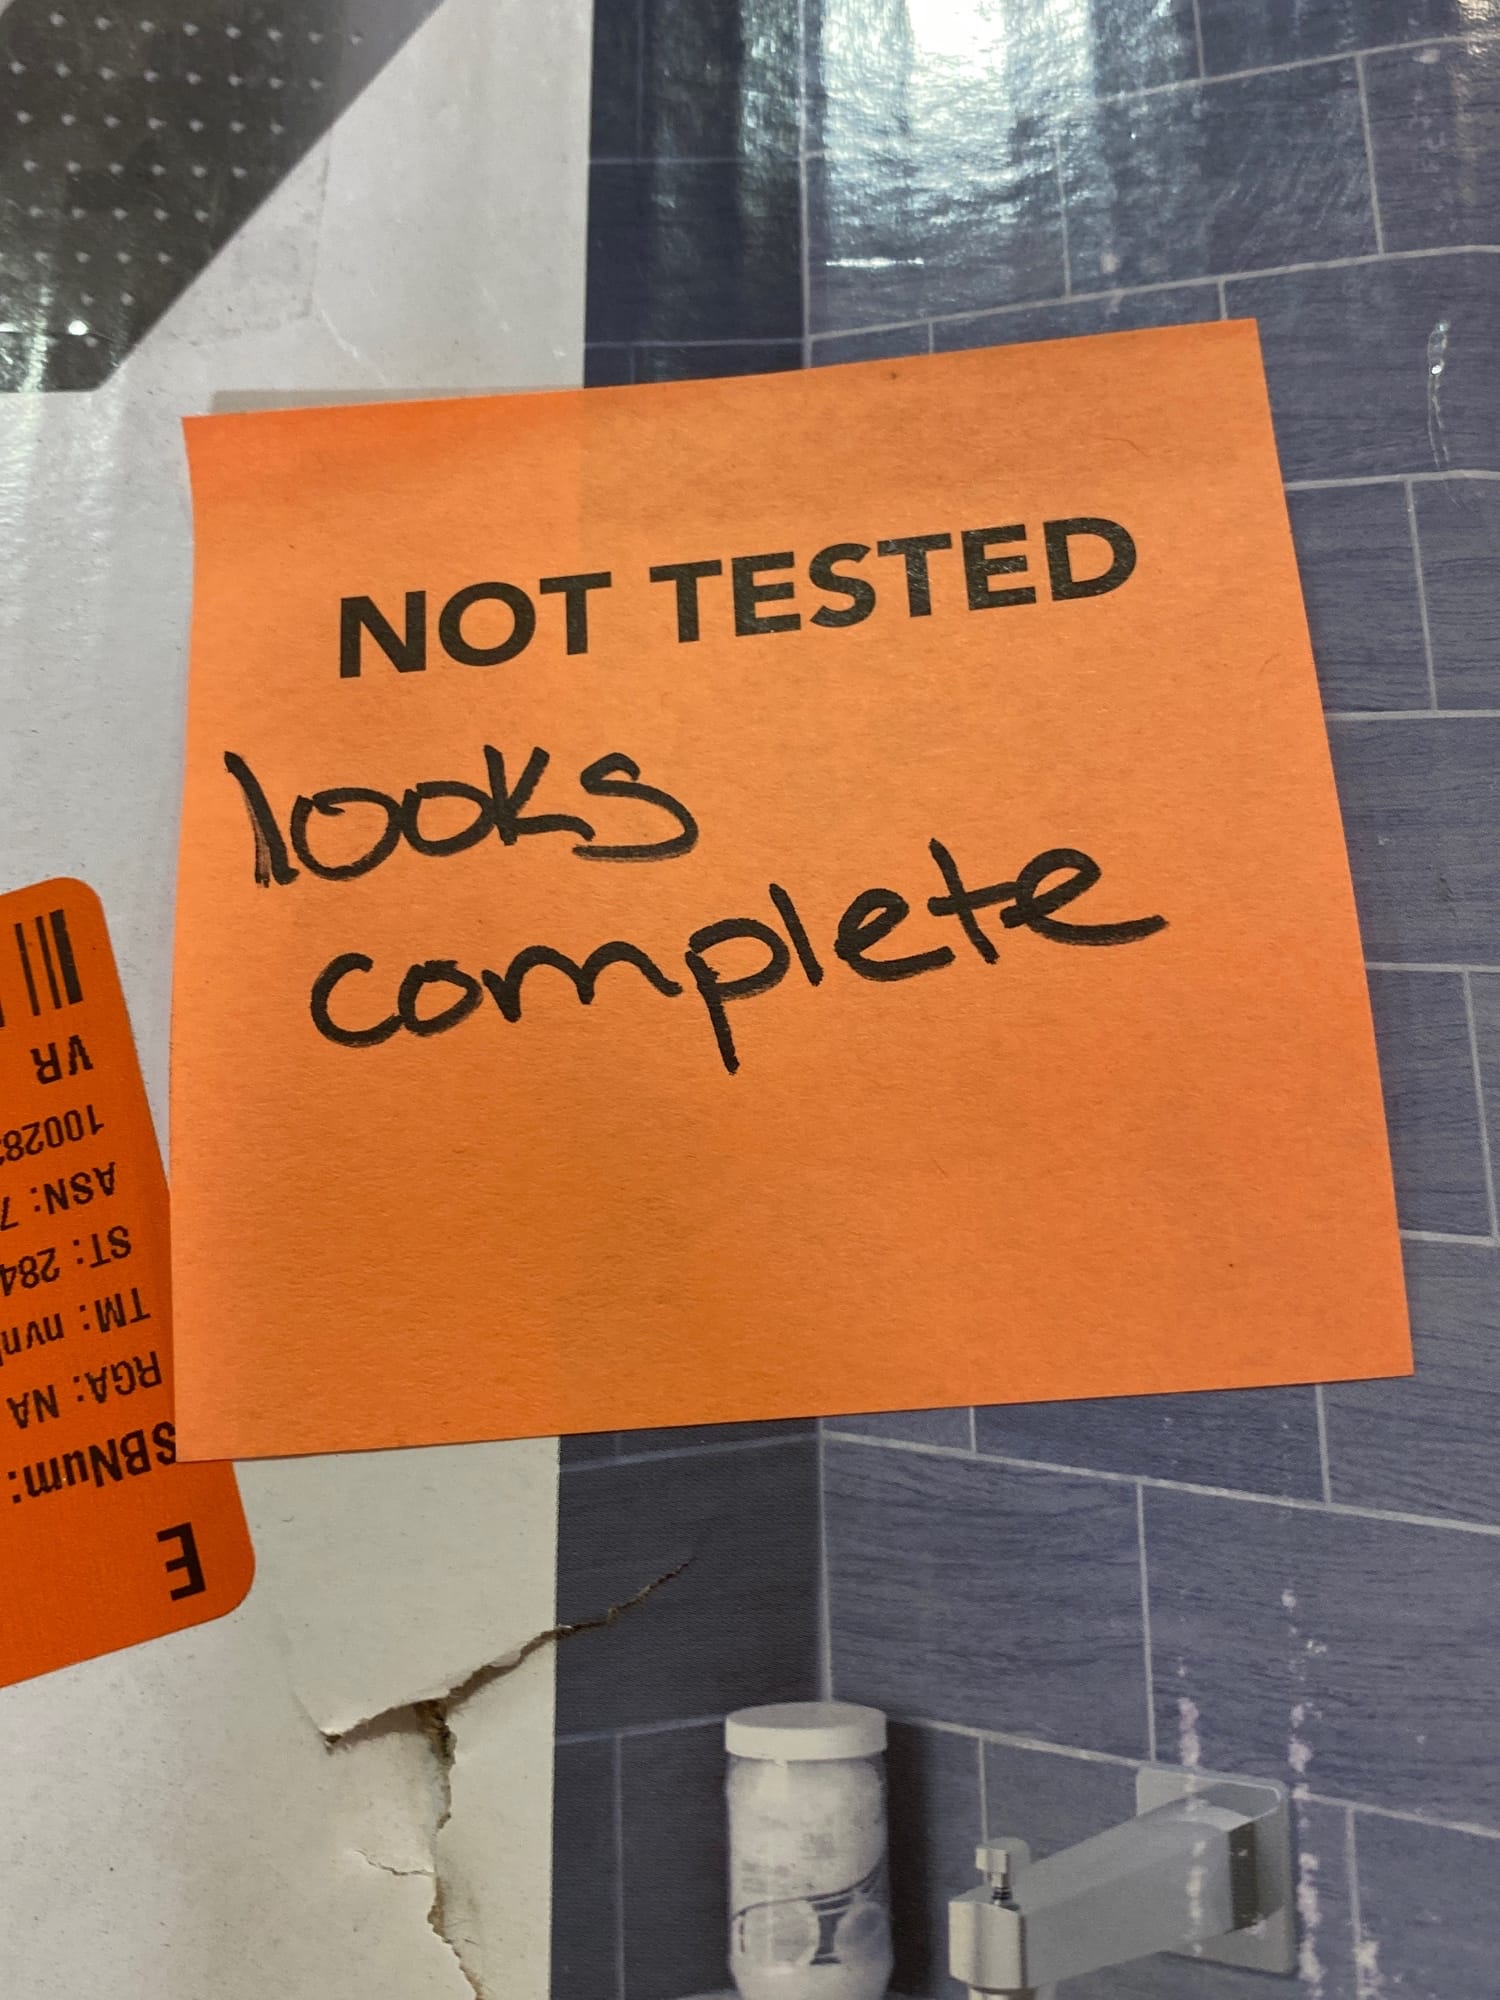 NOT TESTED
looks
complete
E
SBNum:
RGA: NA
TM:
ST:
ASN:
VR